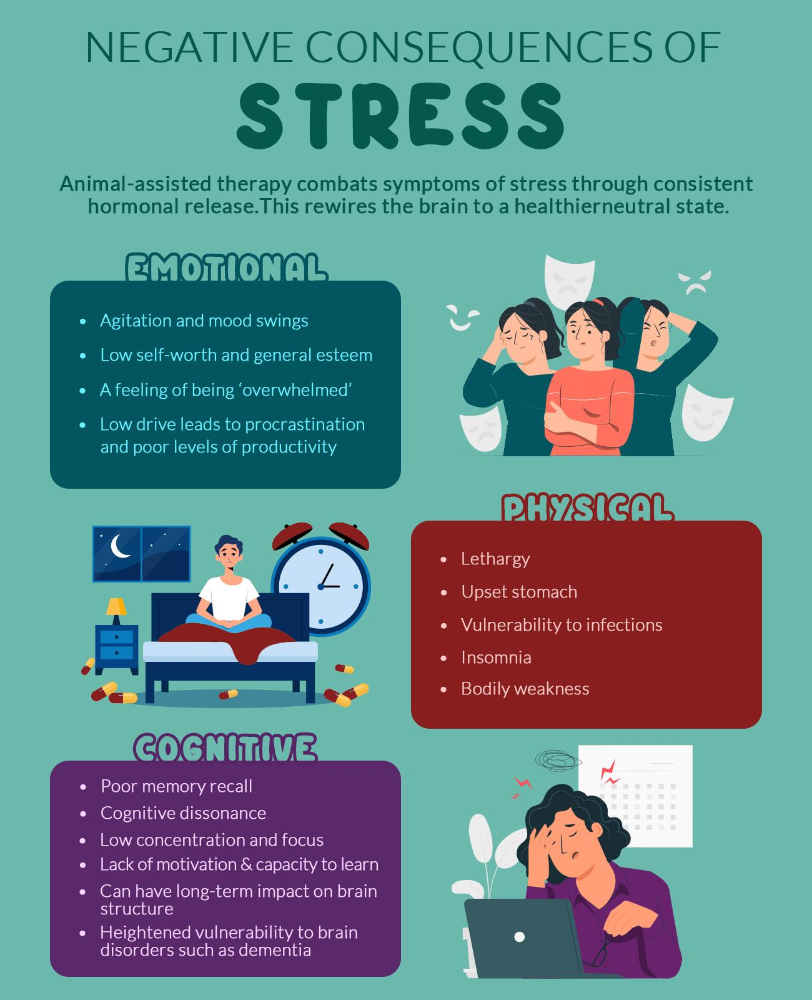 NEGATIVE CONSEQUENCES OF
STRESS
Animal-assisted therapy combats symptoms of stress through consistent
hormonal release.This rewires the brain to a healthierneutral state.
EMOTIONAL
• Agitation and mood swings
• Low self-worth and general esteem
• A feeling of being ‘overwhelmed’
• Low drive leads to procrastination
and poor levels of productivity
PHYSICAL
• Lethargy
• Upset stomach
• Vulnerability to infections
• Insomnia
• Bodily weakness
COGNITIVE
• Poor memory recall
• Cognitive dissonance
• Low concentration and focus
• Lack of motivation & capacity to learn
• Can have long-term impact on brain
structure
• Heightened vulnerability to brain
disorders such as dementia